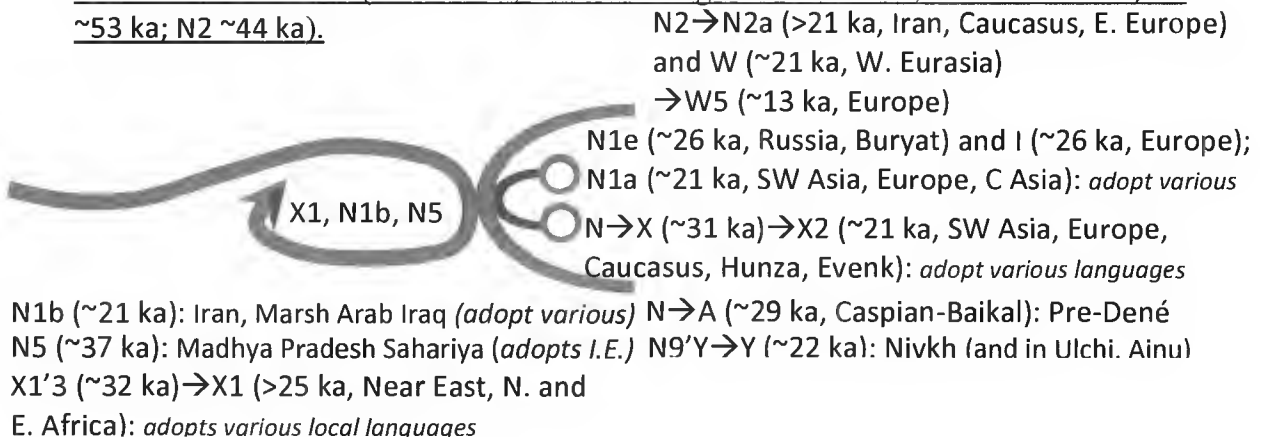 ~53 ka; N2 ~44 ka).
N2→N2a (>21 ka, Iran, Caucasus, E. Europe)
and W (~21 ka, W. Eurasia)
→W5 (~13 ka, Europe)
N1e (~26 ka, Russia, Buryat) and I (~26 ka, Europe);
N1a (~21 ka, SW Asia, Europe, C Asia): adopt various
X1, N1b, N5
N→X (~31 ka)→X2 (~21 ka, SW Asia, Europe,
Caucasus, Hunza, Evenk): adopt various languages
N1b (~21 ka): Iran, Marsh Arab Iraq (adopt various)
N5 (~37 ka): Madhya Pradesh Sahariya (adopts I.E.)
X1'3 (~32 ka)→X1 (>25 ka, Near East, N. and
E. Africa): adopts various local languages
N→A (~29 ka, Caspian-Baikal): Pre-Dené
N9'Y→Y (~22 ka): Nivkh (and in Ulchi, Ainu)